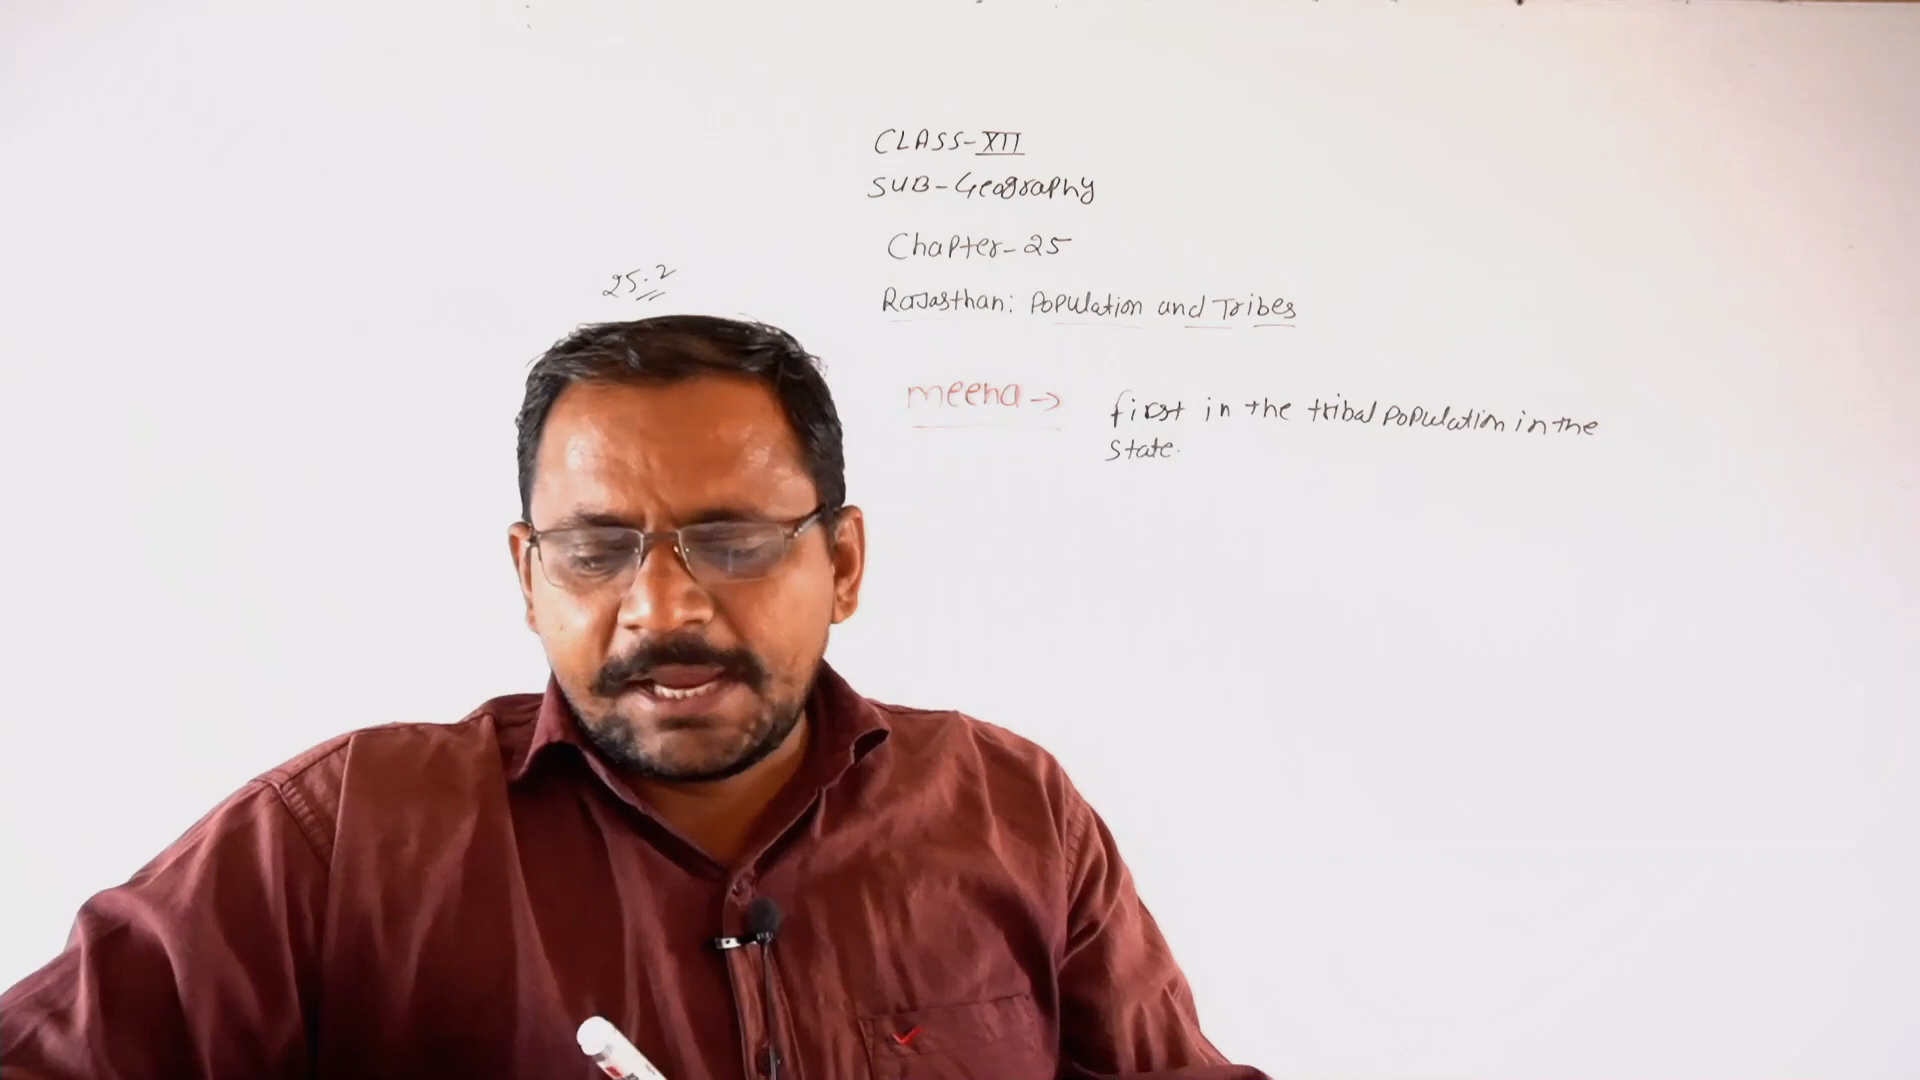 CLASS-XII
SUB-Geography
Chapter-25
25.2
Rajasthan: Population and Tribes
meena →
first in the tribal population in the
State.